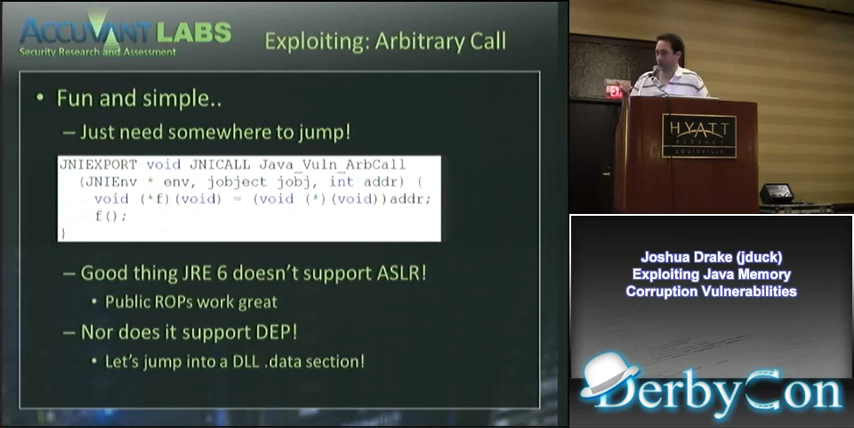 ACCUVANT LABS
Security Research and Assessment
Exploiting: Arbitrary Call
• Fun and simple..
– Just need somewhere to jump!
JNIEXPORT void JNICALL Java_Vuln_ArbCall
(JNIEnv * env, jobject jobj, int addr) {
void (*f)(void) = (void (*)(void))addr;
f();
}
– Good thing JRE 6 doesn't support ASLR!
• Public ROPs work great
– Nor does it support DEP!
• Let's jump into a DLL .data section!
EXI
HYATT
REGENCY
LOUISVILLE
Joshua Drake (jduck)
Exploiting Java Memory
Corruption Vulnerabilities
DerbyCon